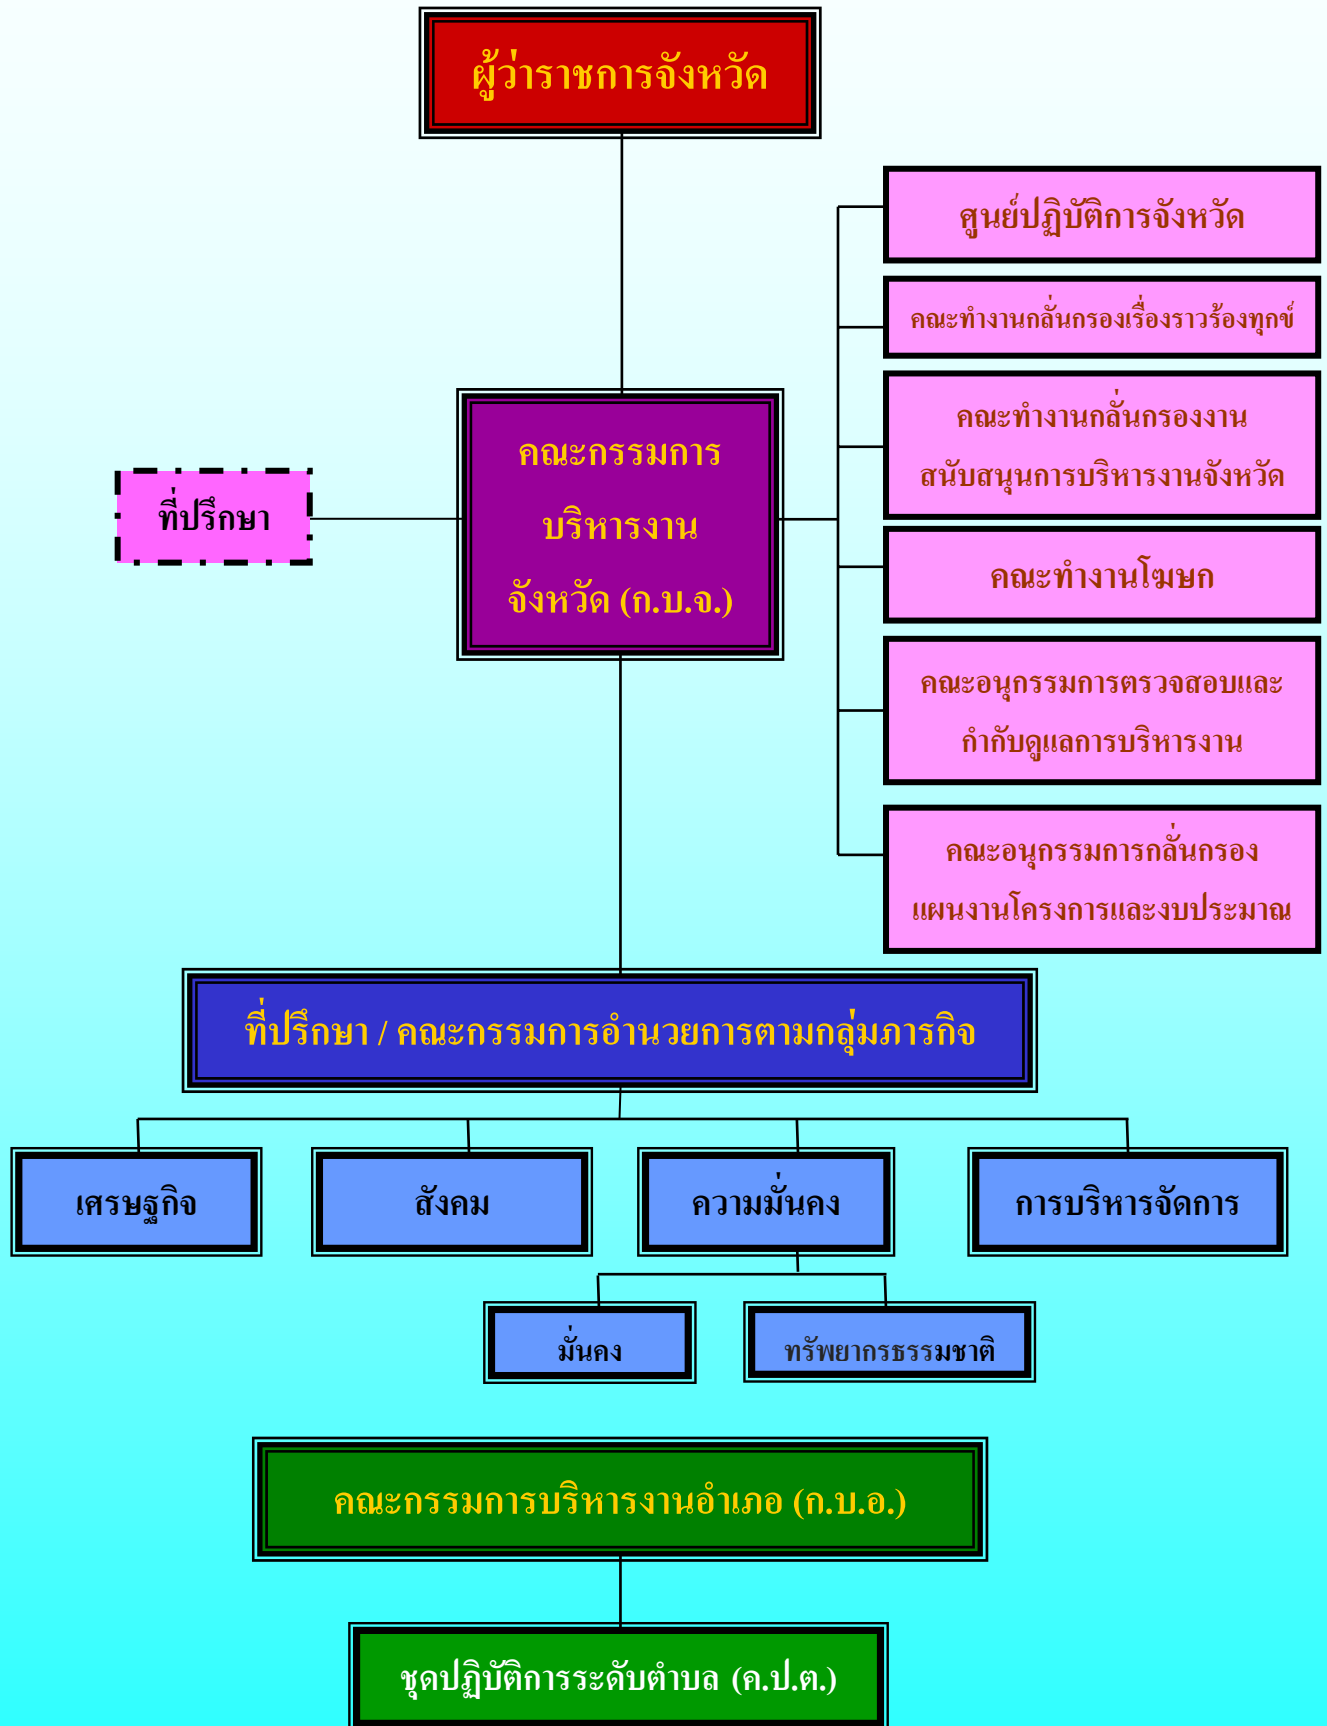 ผู้ว่าราชการจังหวัด
ศูนย์ปฏิบัติการจังหวัด
คณะทำงานกลั่นกรองเรื่องราวร้องทุกข์
คณะทำงานกลั่นกรองงาน
สนับสนุนการบริหารงานจังหวัด
คณะกรรมการ
บริหารงาน
จังหวัด (ก.บ.จ.)
ที่ปรึกษา
คณะทำงานโฆษก
คณะอนุกรรมการตรวจสอบและ
กำกับดูแลการบริหารงาน
คณะอนุกรรมการกลั่นกรอง
แผนงานโครงการและงบประมาณ
ที่ปรึกษา / คณะกรรมการอำนวยการตามกลุ่มภารกิจ
เศรษฐกิจ
สังคม
ความมั่นคง
การบริหารจัดการ
มั่นคง
ทรัพยากรธรรมชาติ
คณะกรรมการบริหารงานอำเภอ (ก.บ.อ.)
ชุดปฏิบัติการระดับตำบล (ค.ป.ต.)